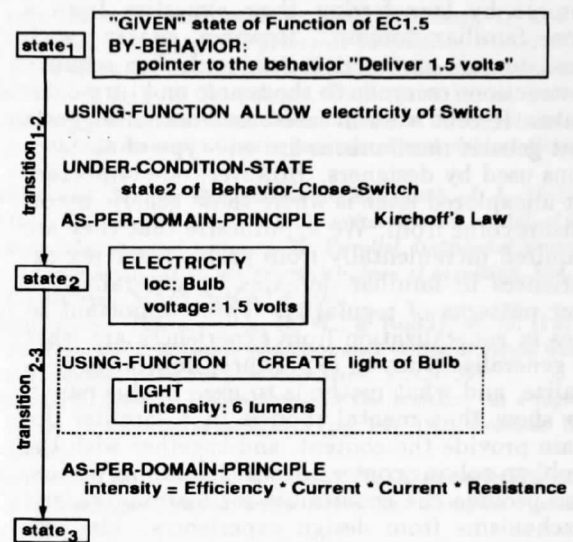 "GIVEN" state of Function of EC1.5
state1
BY-BEHAVIOR:
pointer to the behavior "Deliver 1.5 volts"
USING-FUNCTION ALLOW electricity of Switch
transition1-2
UNDER-CONDITION-STATE
state2 of Behavior-Close-Switch
AS-PER-DOMAIN-PRINCIPLE Kirchoff's Law
ELECTRICITY
state2
loc: Bulb
voltage: 1.5 volts
USING-FUNCTION CREATE light of Bulb
transition2-3
LIGHT
intensity: 6 lumens
AS-PER-DOMAIN-PRINCIPLE
intensity = Efficiency * Current * Current * Resistance
state3